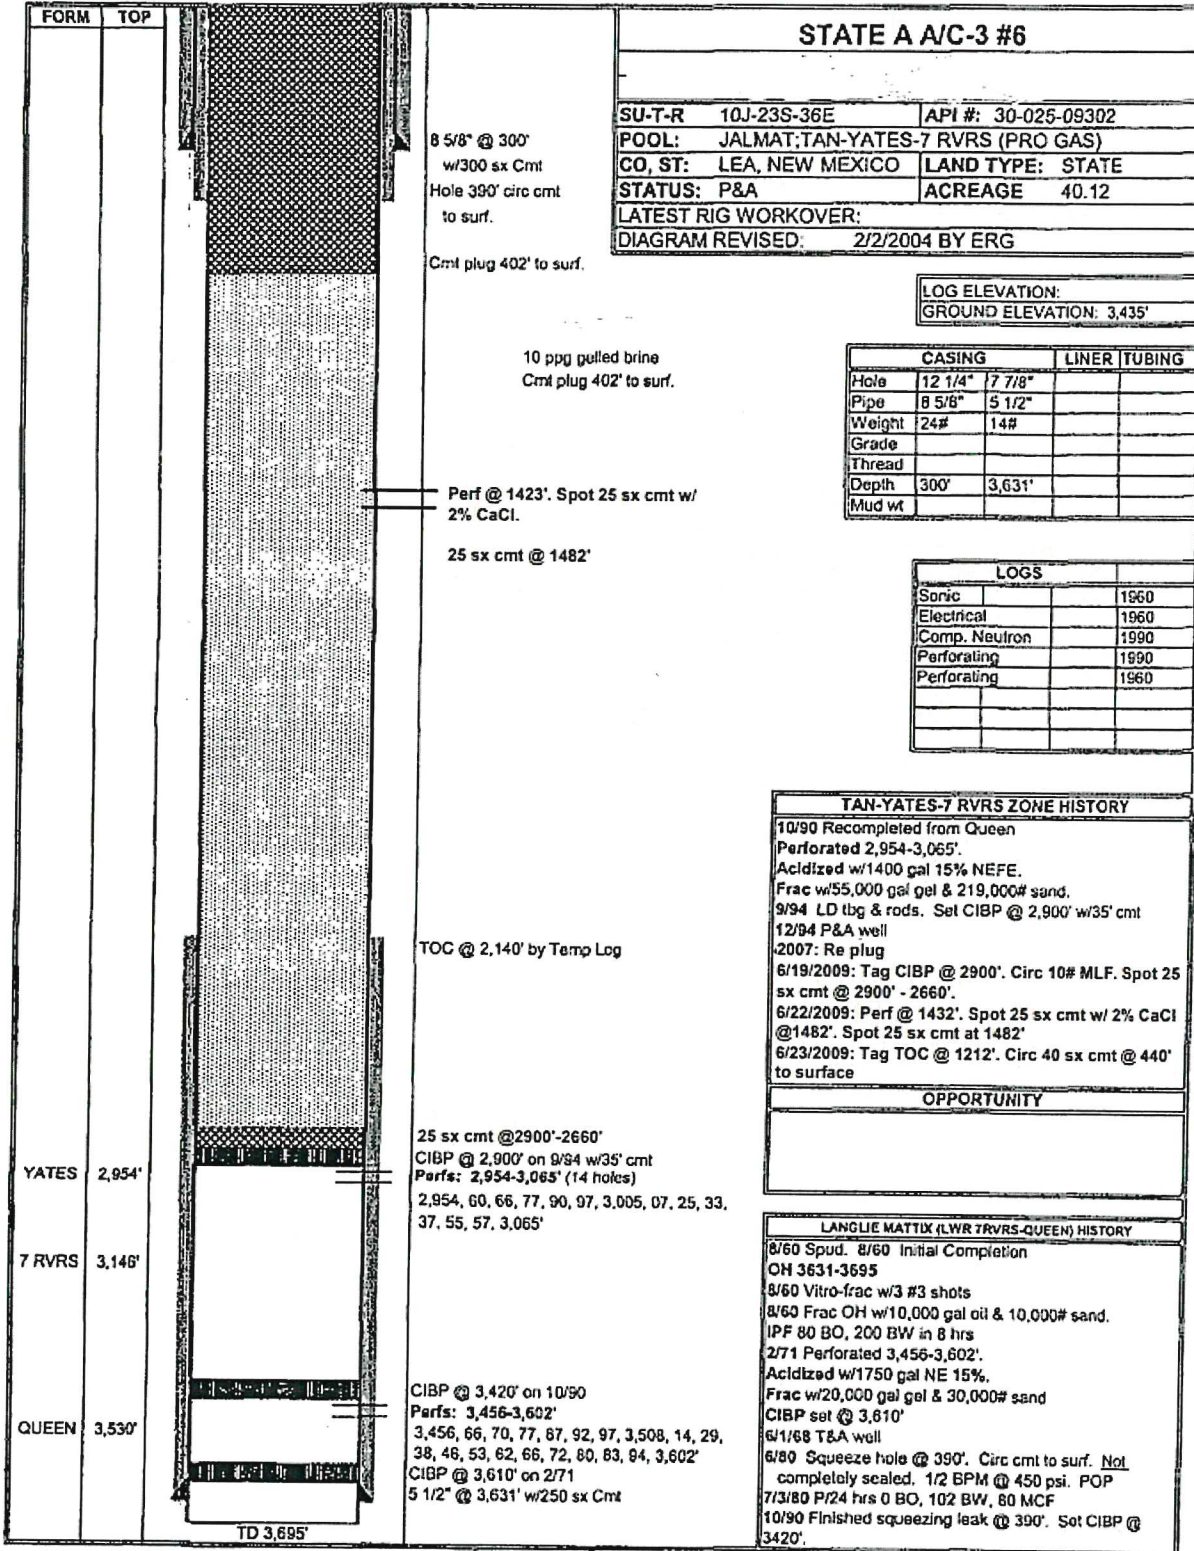 FORM TOP
STATE A A/C-3 #6
SU-T-R 10J-23S-36E API #: 30-025-09302
POOL: JALMAT;TAN-YATES-7 RVRS (PRO GAS)
CO, ST: LEA, NEW MEXICO LAND TYPE: STATE
STATUS: P&A ACREAGE 40.12
LATEST RIG WORKOVER:
DIAGRAM REVISED: 2/2/2004 BY ERG
LOG ELEVATION:
GROUND ELEVATION: 3,435'
8 5/8" @ 300'
w/300 sx Cmt
Hole 390' circ cmt
to surf.
Cmt plug 402' to surf.
10 ppg gelled brine
Cmt plug 402' to surf.
CASING LINER TUBING
Hole 12 1/4" 7 7/8"
Pipe 8 5/8" 5 1/2"
Weight 24# 14#
Grade
Thread
Depth 300' 3,631'
Mud wt
Perf @ 1423'. Spot 25 sx cmt w/
2% CaCl.
25 sx cmt @ 1482'
LOGS
Sonic 1960
Electrical 1960
Comp. Neutron 1990
Perforating 1990
Perforating 1960
TAN-YATES-7 RVRS ZONE HISTORY
10/90 Recompleted from Queen
Perforated 2,954-3,065'.
Acidized w/1400 gal 15% NEFE.
Frac w/55,000 gal gel & 219,000# sand.
9/94 LD tbg & rods. Set CIBP @ 2,900' w/35' cmt
12/94 P&A well
2007: Re plug
6/19/2009: Tag CIBP @ 2900'. Circ 10# MLF. Spot 25
sx cmt @ 2900' - 2660'.
6/22/2009: Perf @ 1432'. Spot 25 sx cmt w/ 2% CaCl
@1482'. Spot 25 sx cmt at 1482'
6/23/2009: Tag TOC @ 1212'. Circ 40 sx cmt @ 440'
to surface
OPPORTUNITY
TOC @ 2,140' by Temp Log
25 sx cmt @2900'-2660'
CIBP @ 2,900' on 9/94 w/35' cmt
Perfs: 2,954-3,065' (14 holes)
2,954, 60, 66, 77, 90, 97, 3,005, 07, 25, 33,
37, 55, 57, 3,065'
YATES 2,954'
7 RVRS 3,146'
QUEEN 3,530'
LANGLIE MATTIX (LWR 7RVRS-QUEEN) HISTORY
8/60 Spud. 8/60 Initial Completion
OH 3631-3695
8/60 Vitro-frac w/3 #3 shots
8/60 Frac OH w/10,000 gal oil & 10,000# sand.
IPF 80 BO, 200 BW in 8 hrs
2/71 Perforated 3,456-3,602'.
Acidized w/1750 gal NE 15%.
Frac w/20,000 gal gel & 30,000# sand
CIBP set @ 3,610'
6/1/68 T&A well
6/80 Squeeze hole @ 390'. Circ cmt to surf. Not
completely sealed. 1/2 BPM @ 450 psi. POP
7/3/80 P/24 hrs 0 BO, 102 BW, 80 MCF
10/90 Finished squeezing leak @ 390'. Set CIBP @
3420'.
CIBP @ 3,420' on 10/90
Perfs: 3,456-3,602'
3,456, 66, 70, 77, 87, 92, 97, 3,508, 14, 29,
38, 46, 53, 62, 66, 72, 80, 83, 94, 3,602'
CIBP @ 3,610' on 2/71
5 1/2" @ 3,631' w/250 sx Cmt
TD 3,695'